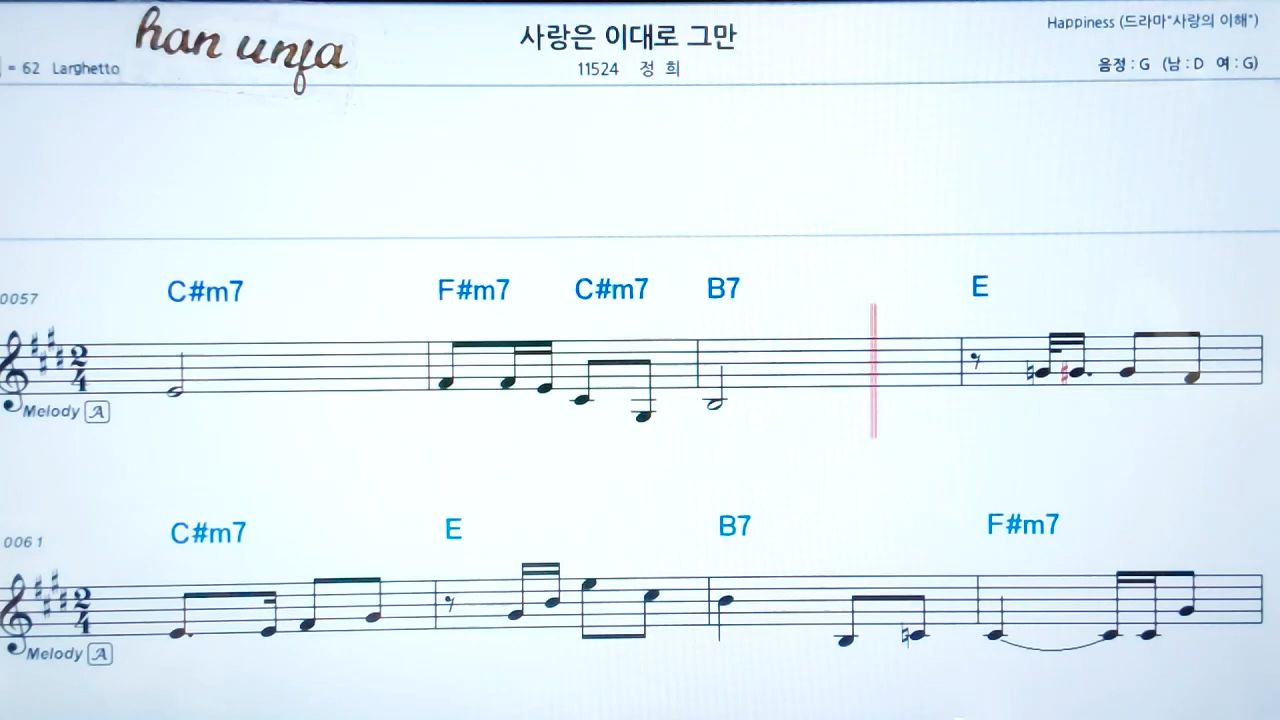 han unja
사랑은 이대로 그만
Happiness (드라마"사랑의 이해")
= 62 Larghetto
11524 정 희
음정 : G (남 : D 여 : G)
0057
C#m7 F#m7 C#m7 B7 E
2
4
Melody A
0061
C#m7 E B7 F#m7
2
4
Melody A